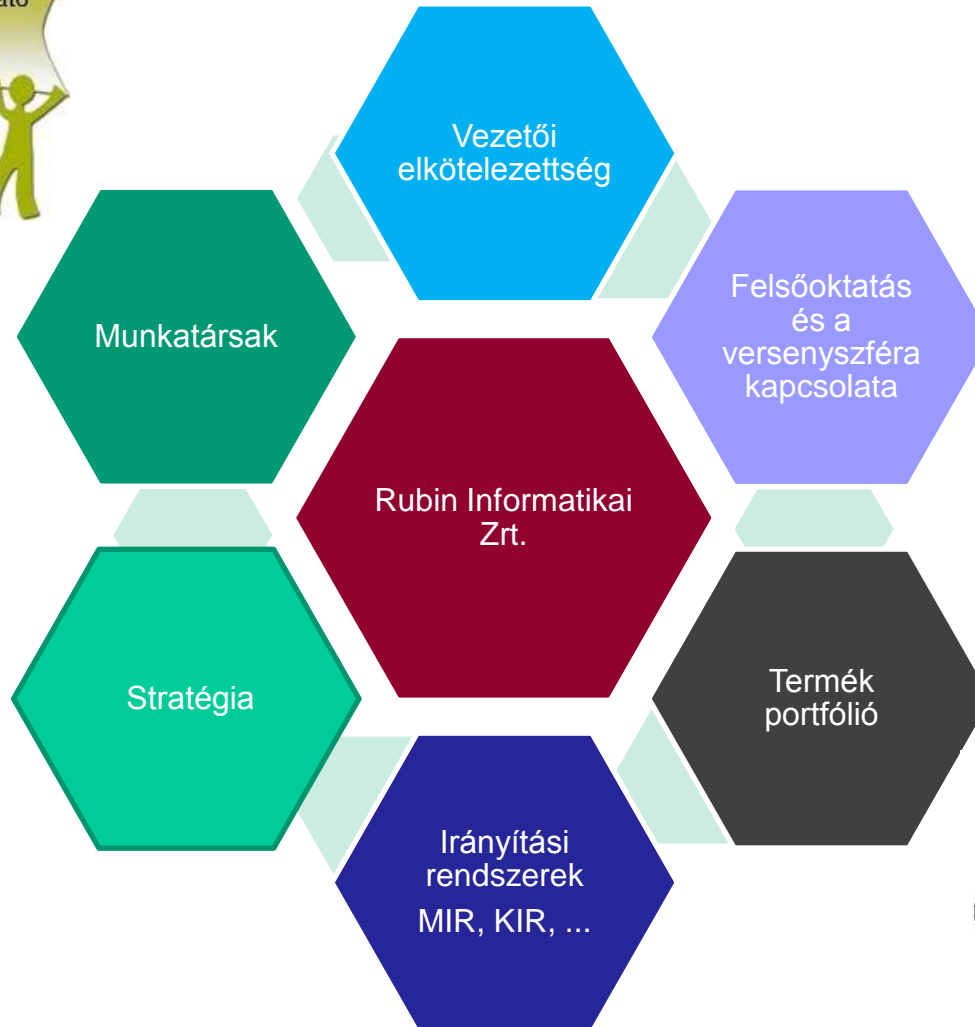 Vezetői
elkötelezettség
Felsőoktatás
és a
versenyszféra
kapcsolata
Munkatársak
Rubin Informatikai
Zrt.
Stratégia
Termék
portfólió
Irányítási
rendszerek
MIR, KIR, ...